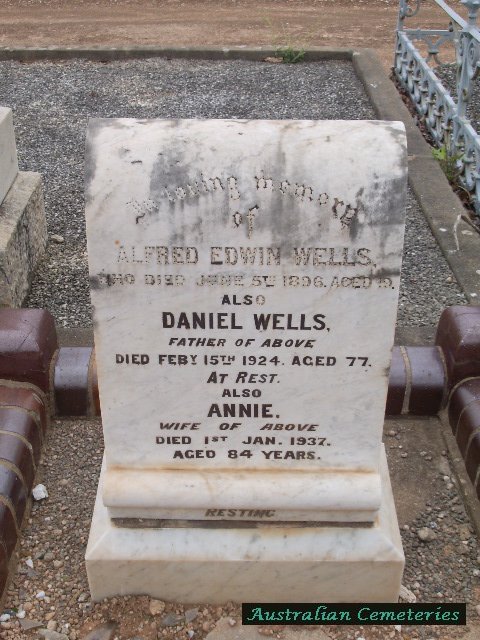 In loving memory
of
ALFRED EDWIN WELLS.
WHO DIED JUNE 5TH 1896. AGED 19.
ALSO
DANIEL WELLS,
FATHER OF ABOVE
DIED FEBY 15TH 1924. AGED 77.
AT REST.
ALSO
ANNIE.
WIFE OF ABOVE
DIED 1ST JAN. 1937.
AGED 84 YEARS.
RESTING
Australian Cemeteries